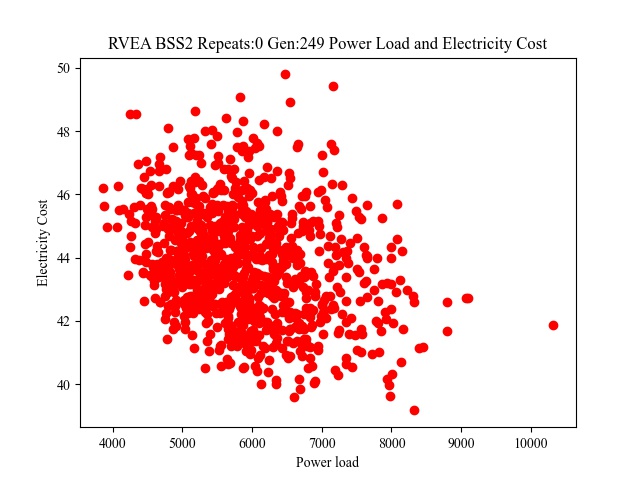 RVEA BSS2 Repeats:0 Gen:249 Power Load and Electricity Cost
50
48
46
44
42
40
Electricity Cost
4000 5000 6000 7000 8000 9000 10000
Power load